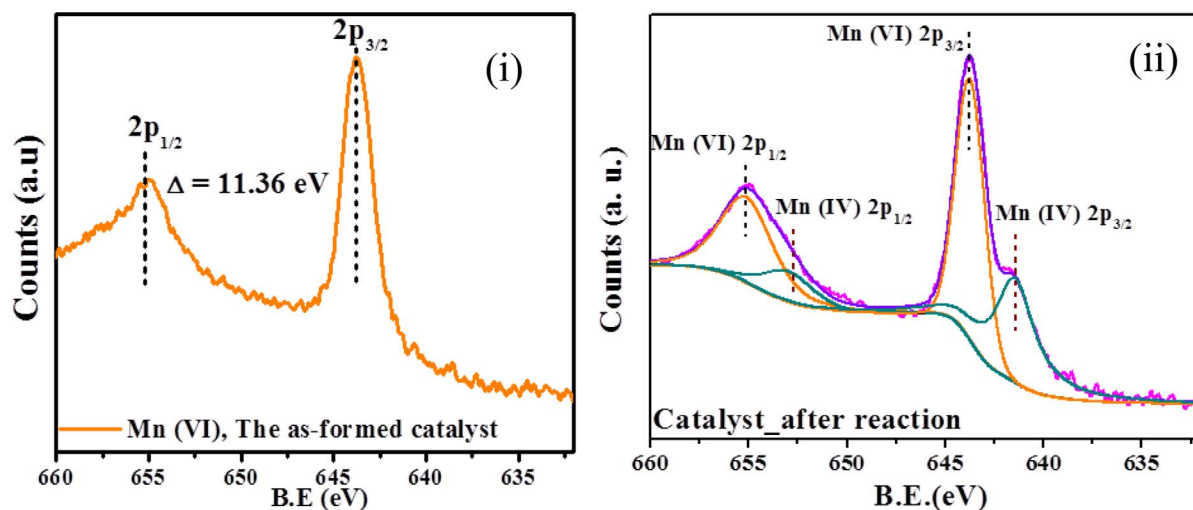 (i)
2p3/2
2p1/2
Δ = 11.36 eV
Counts (a.u)
Mn (VI), The as-formed catalyst
660 655 650 645 640 635
B.E (eV)
(ii)
Mn (VI) 2p3/2
Mn (VI) 2p1/2
Mn (IV) 2p1/2
Mn (IV) 2p3/2
Counts (a. u.)
Catalyst_after reaction
660 655 650 645 640 635
B.E.(eV)